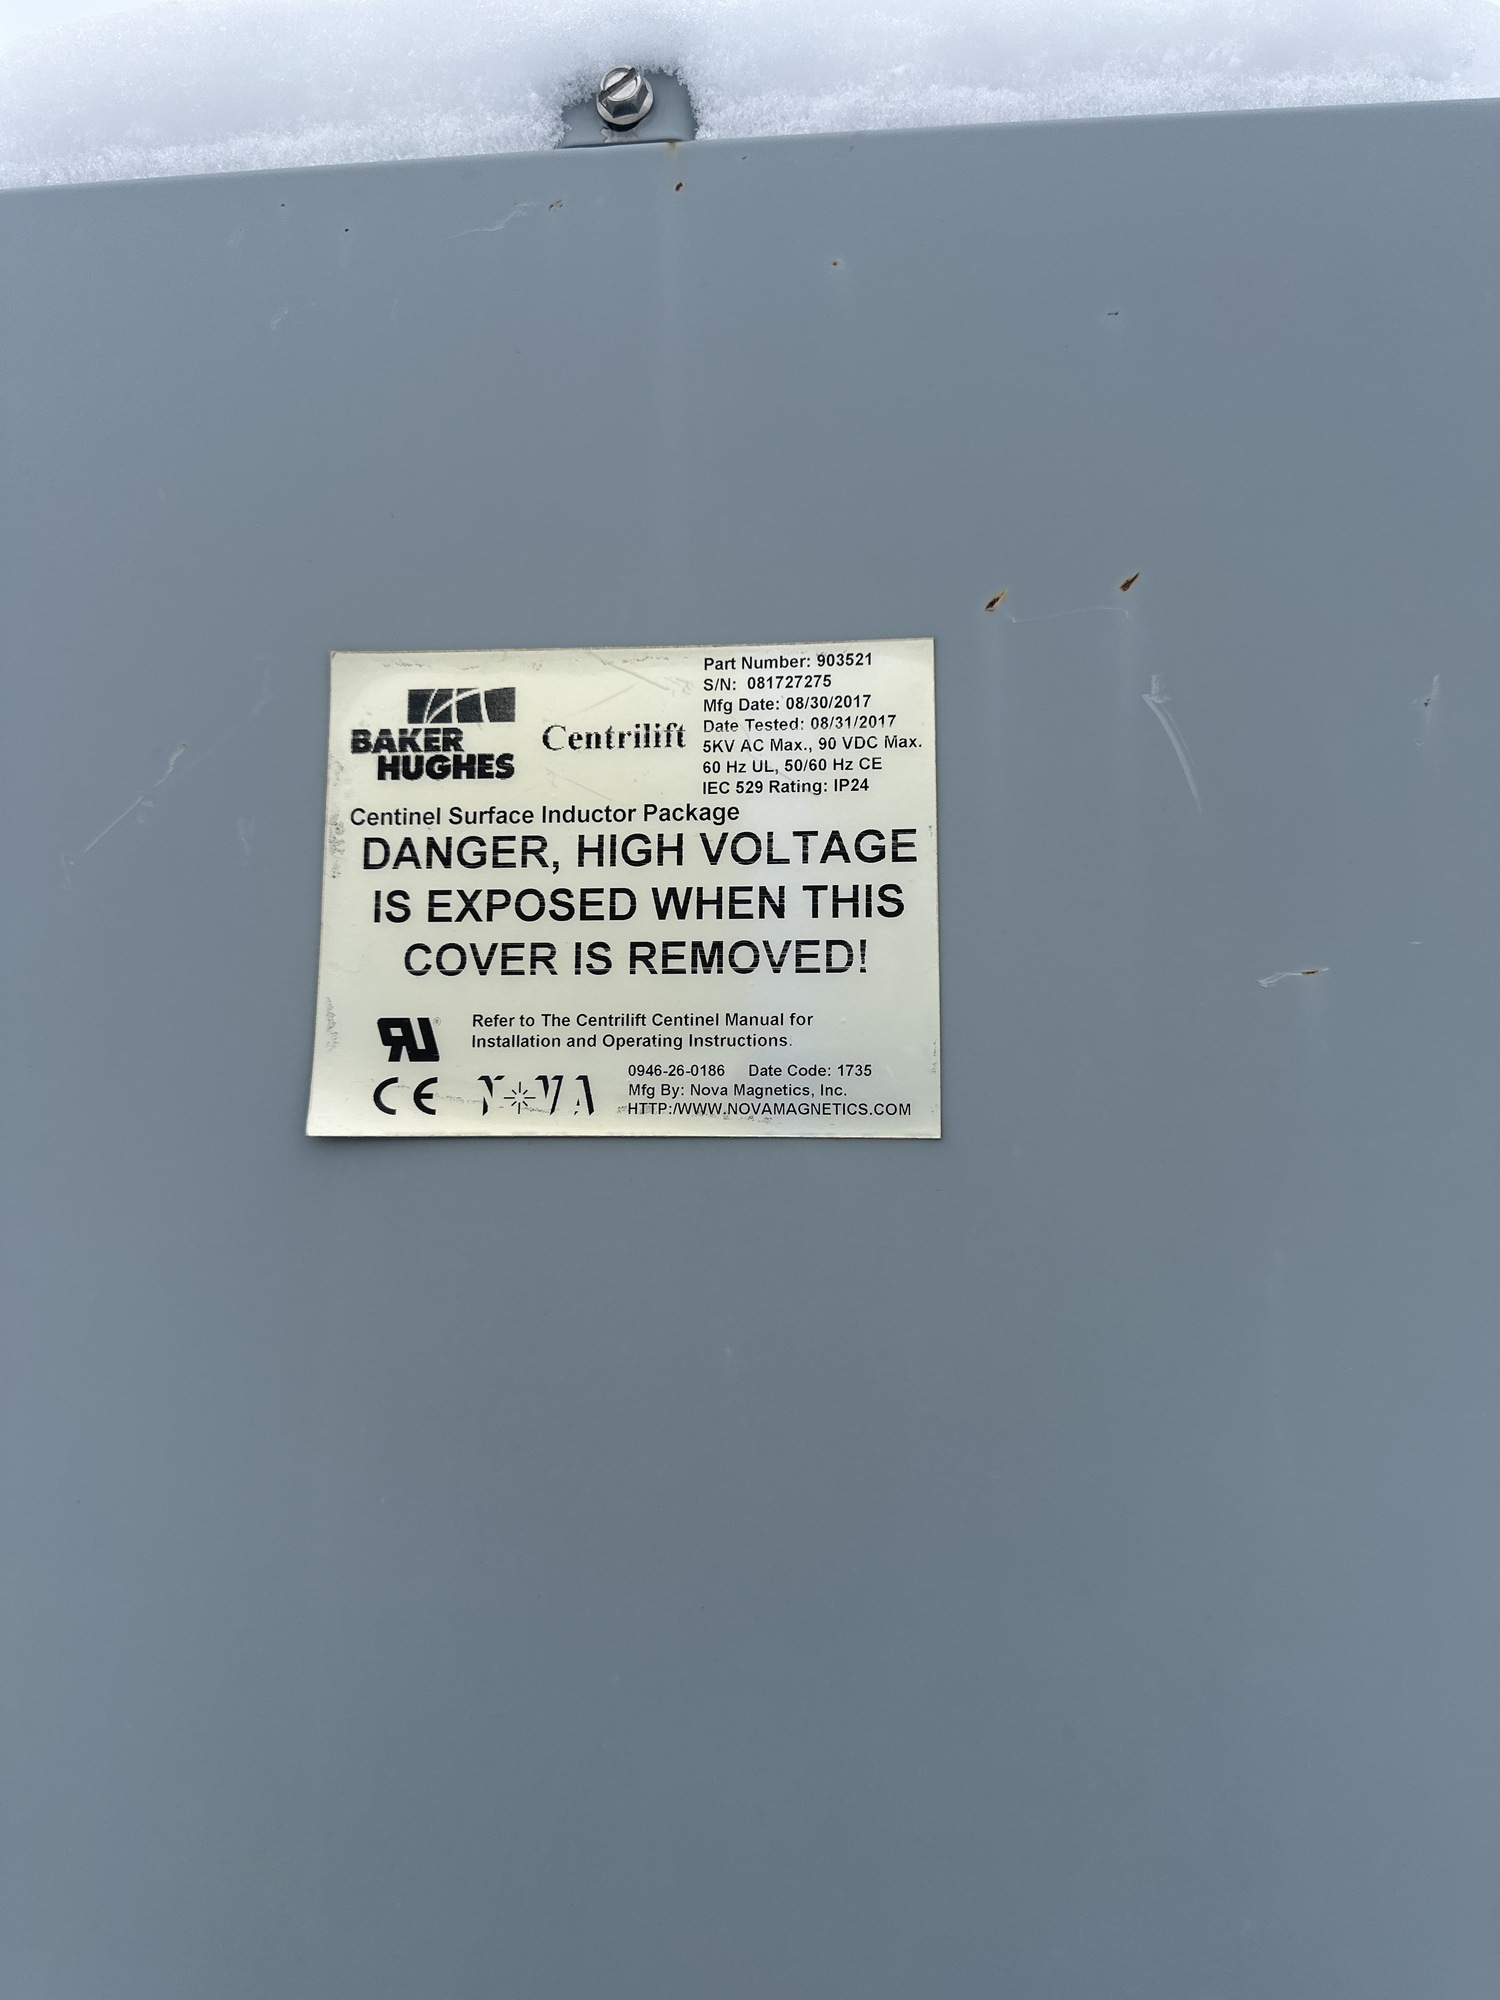 BAKER
HUGHES
Centrilift
Part Number: 903521
S/N: 081727275
Mfg Date: 08/30/2017
Date Tested: 08/31/2017
5KV AC Max., 90 VDC Max.
60 Hz UL, 50/60 Hz CE
IEC 529 Rating: IP24
Centinel Surface Inductor Package
DANGER, HIGH VOLTAGE
IS EXPOSED WHEN THIS
COVER IS REMOVED!
Refer to The Centrilift Centinel Manual for
Installation and Operating Instructions.
RU®
CE
NOVA
0946-26-0186 Date Code: 1735
Mfg By: Nova Magnetics, Inc.
HTTP:/WWW.NOVAMAGNETICS.COM